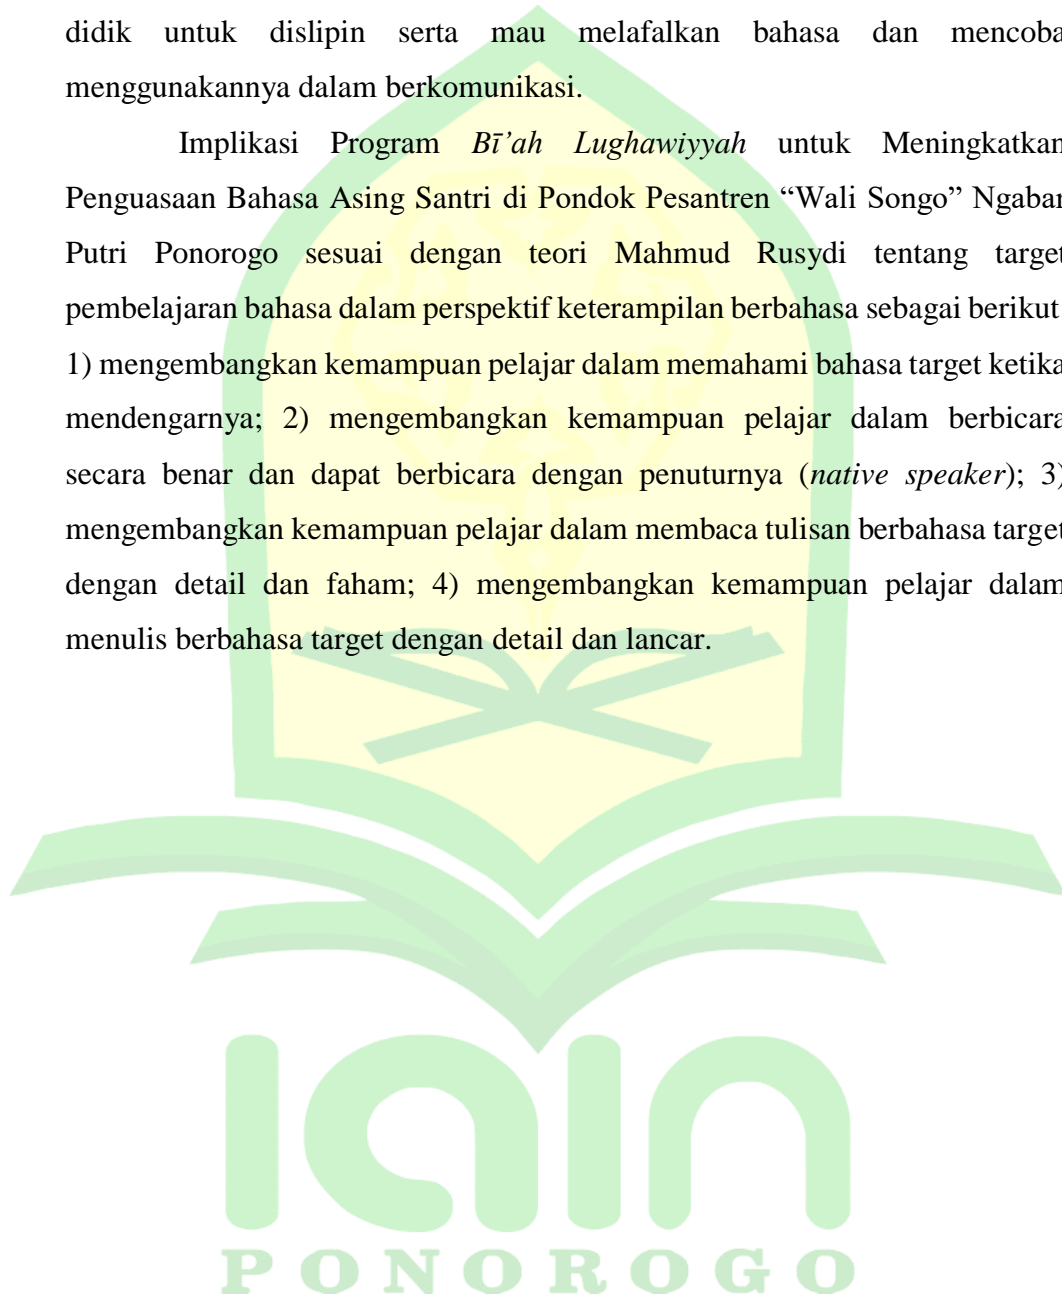 didik untuk dislipin serta mau melafalkan bahasa dan mencoba
menggunakannya dalam berkomunikasi.
Implikasi Program Bī’ah Lughawiyyah untuk Meningkatkan
Penguasaan Bahasa Asing Santri di Pondok Pesantren “Wali Songo” Ngabar
Putri Ponorogo sesuai dengan teori Mahmud Rusydi tentang target
pembelajaran bahasa dalam perspektif keterampilan berbahasa sebagai berikut
1) mengembangkan kemampuan pelajar dalam memahami bahasa target ketika
mendengarnya; 2) mengembangkan kemampuan pelajar dalam berbicara
secara benar dan dapat berbicara dengan penuturnya (native speaker); 3)
mengembangkan kemampuan pelajar dalam membaca tulisan berbahasa target
dengan detail dan faham; 4) mengembangkan kemampuan pelajar dalam
menulis berbahasa target dengan detail dan lancar.
iain
PONOROGO